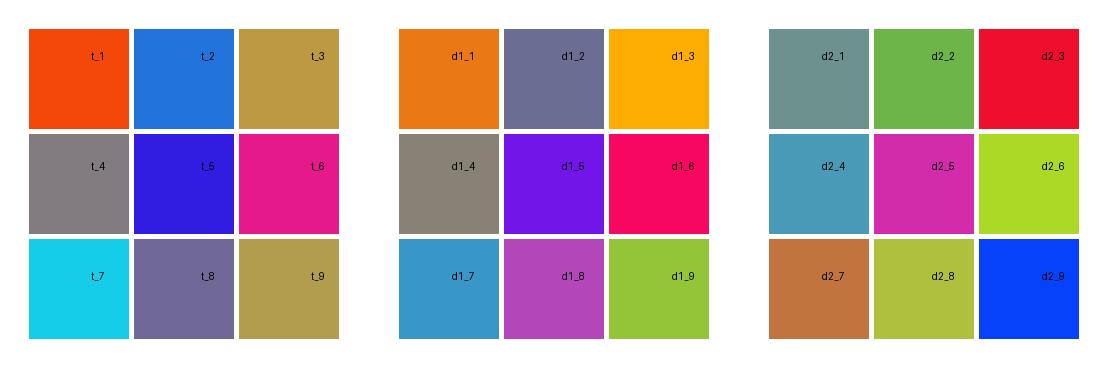 t_1 t_2 t_3 d1_1 d1_2 d1_3 d2_1 d2_2 d2_3
t_4 t_5 t_6 d1_4 d1_5 d1_6 d2_4 d2_5 d2_6
t_7 t_8 t_9 d1_7 d1_8 d1_9 d2_7 d2_8 d2_9